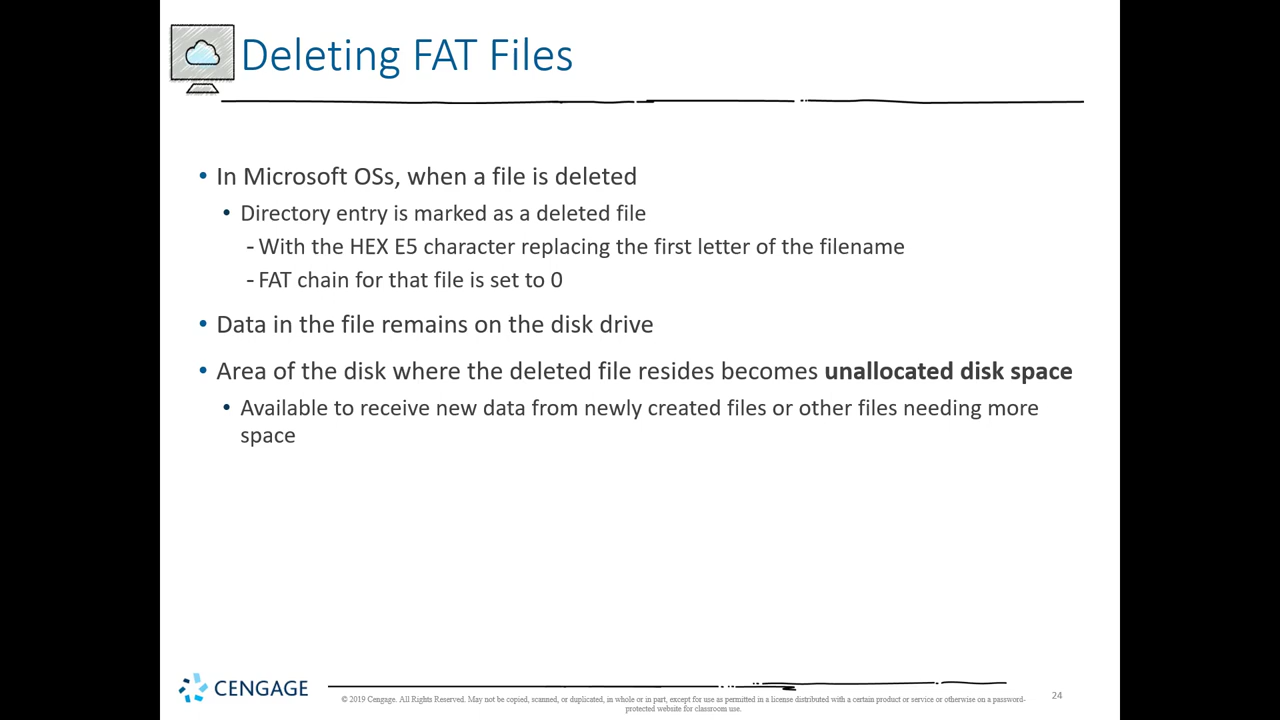 Deleting FAT Files
• In Microsoft OSs, when a file is deleted
• Directory entry is marked as a deleted file
- With the HEX E5 character replacing the first letter of the filename
- FAT chain for that file is set to 0
• Data in the file remains on the disk drive
• Area of the disk where the deleted file resides becomes unallocated disk space
• Available to receive new data from newly created files or other files needing more
space
CENGAGE
© 2019 Cengage. All Rights Reserved. May not be copied, scanned, or duplicated, in whole or in part, except for use as permitted in a license distributed with a certain product or service or otherwise on a password-
protected website for classroom use.
24